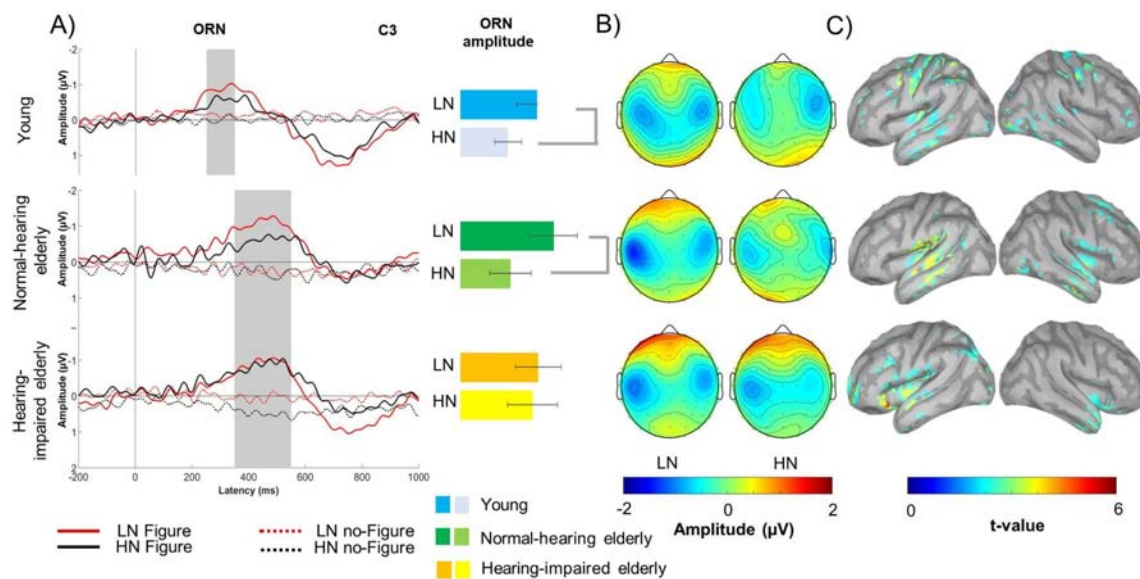 A)
ORN
C3
ORN
amplitude
B)
C)
Young
Amplitude (µV)
-2
-1
0
1
LN
HN
Normal-hearing
elderly
Amplitude (µV)
-2
-1
0
1
LN
HN
Hearing-
impaired elderly
Amplitude (µV)
-1
0
1
2
LN
HN
-200
0
200
400
600
800
1000
Latency (ms)
LN
HN
-2
0
2
Amplitude (µV)
0
3
6
t-value
LN Figure
HN Figure
LN no-Figure
HN no-Figure
Young
Normal-hearing elderly
Hearing-impaired elderly